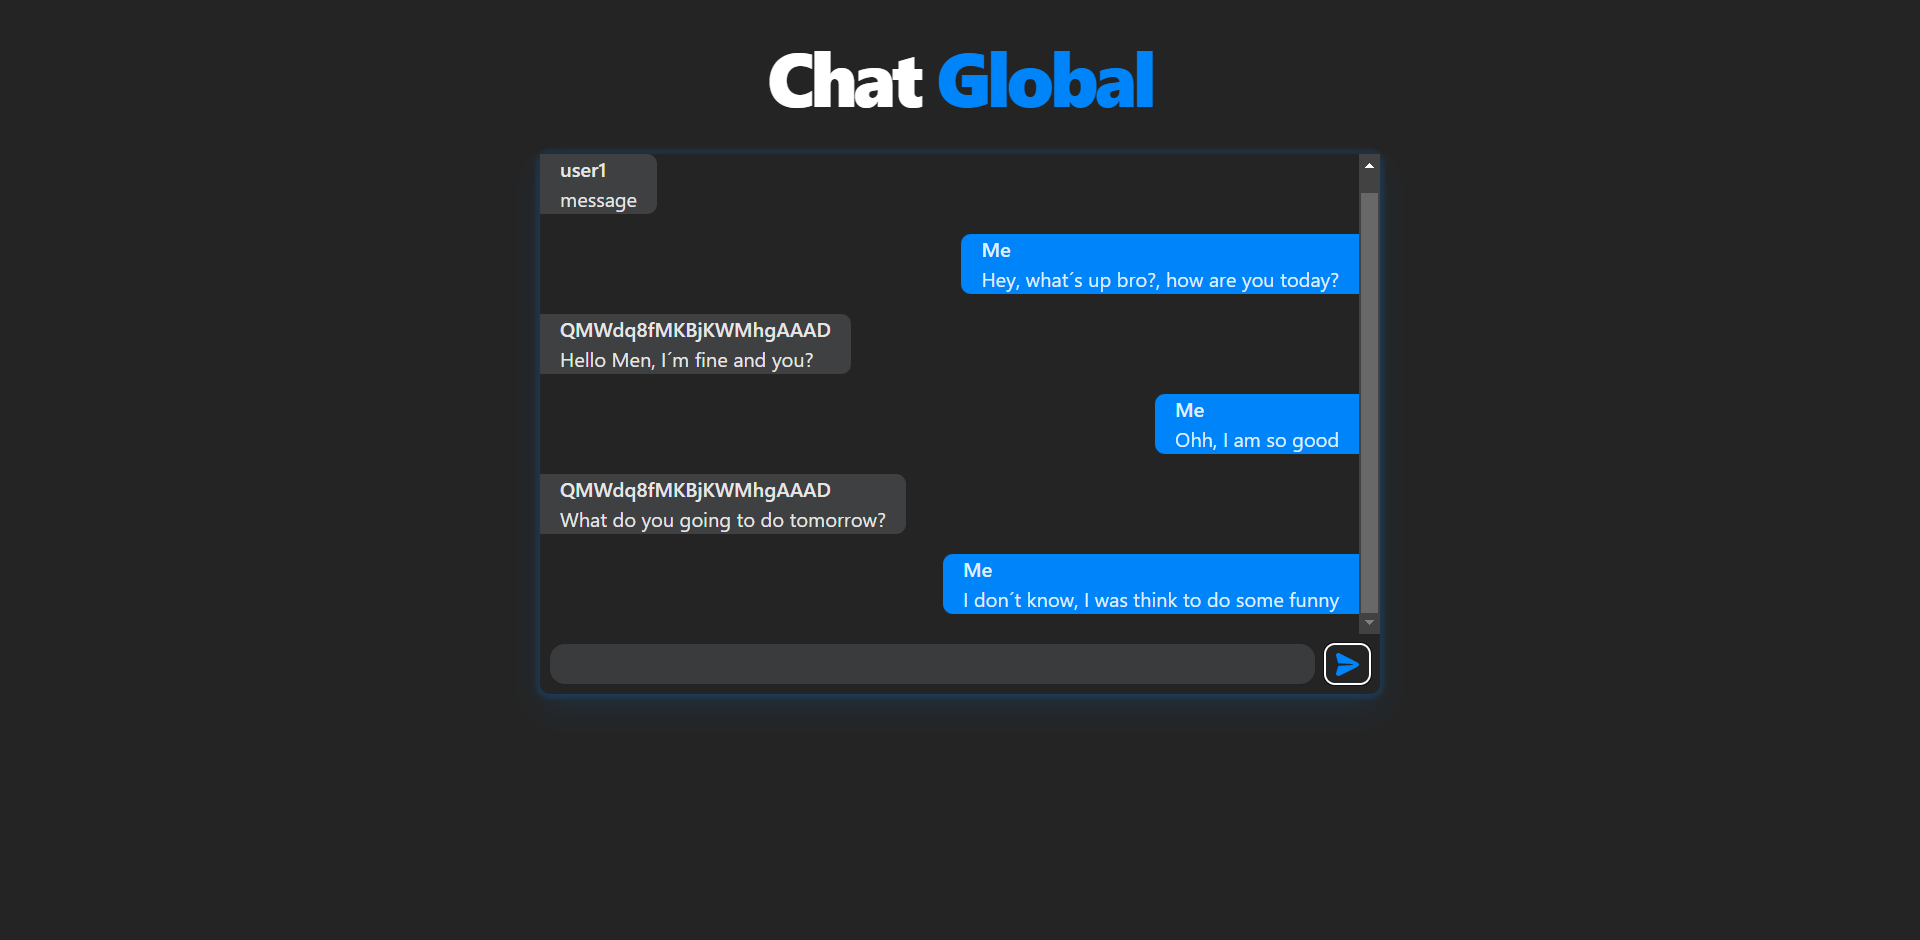 Chat Global
user1
message
Me
Hey, what´s up bro?, how are you today?
QMWdq8fMKBjKWMhgAAAD
Hello Men, I´m fine and you?
Me
Ohh, I am so good
QMWdq8fMKBjKWMhgAAAD
What do you going to do tomorrow?
Me
I don´t know, I was think to do some funny